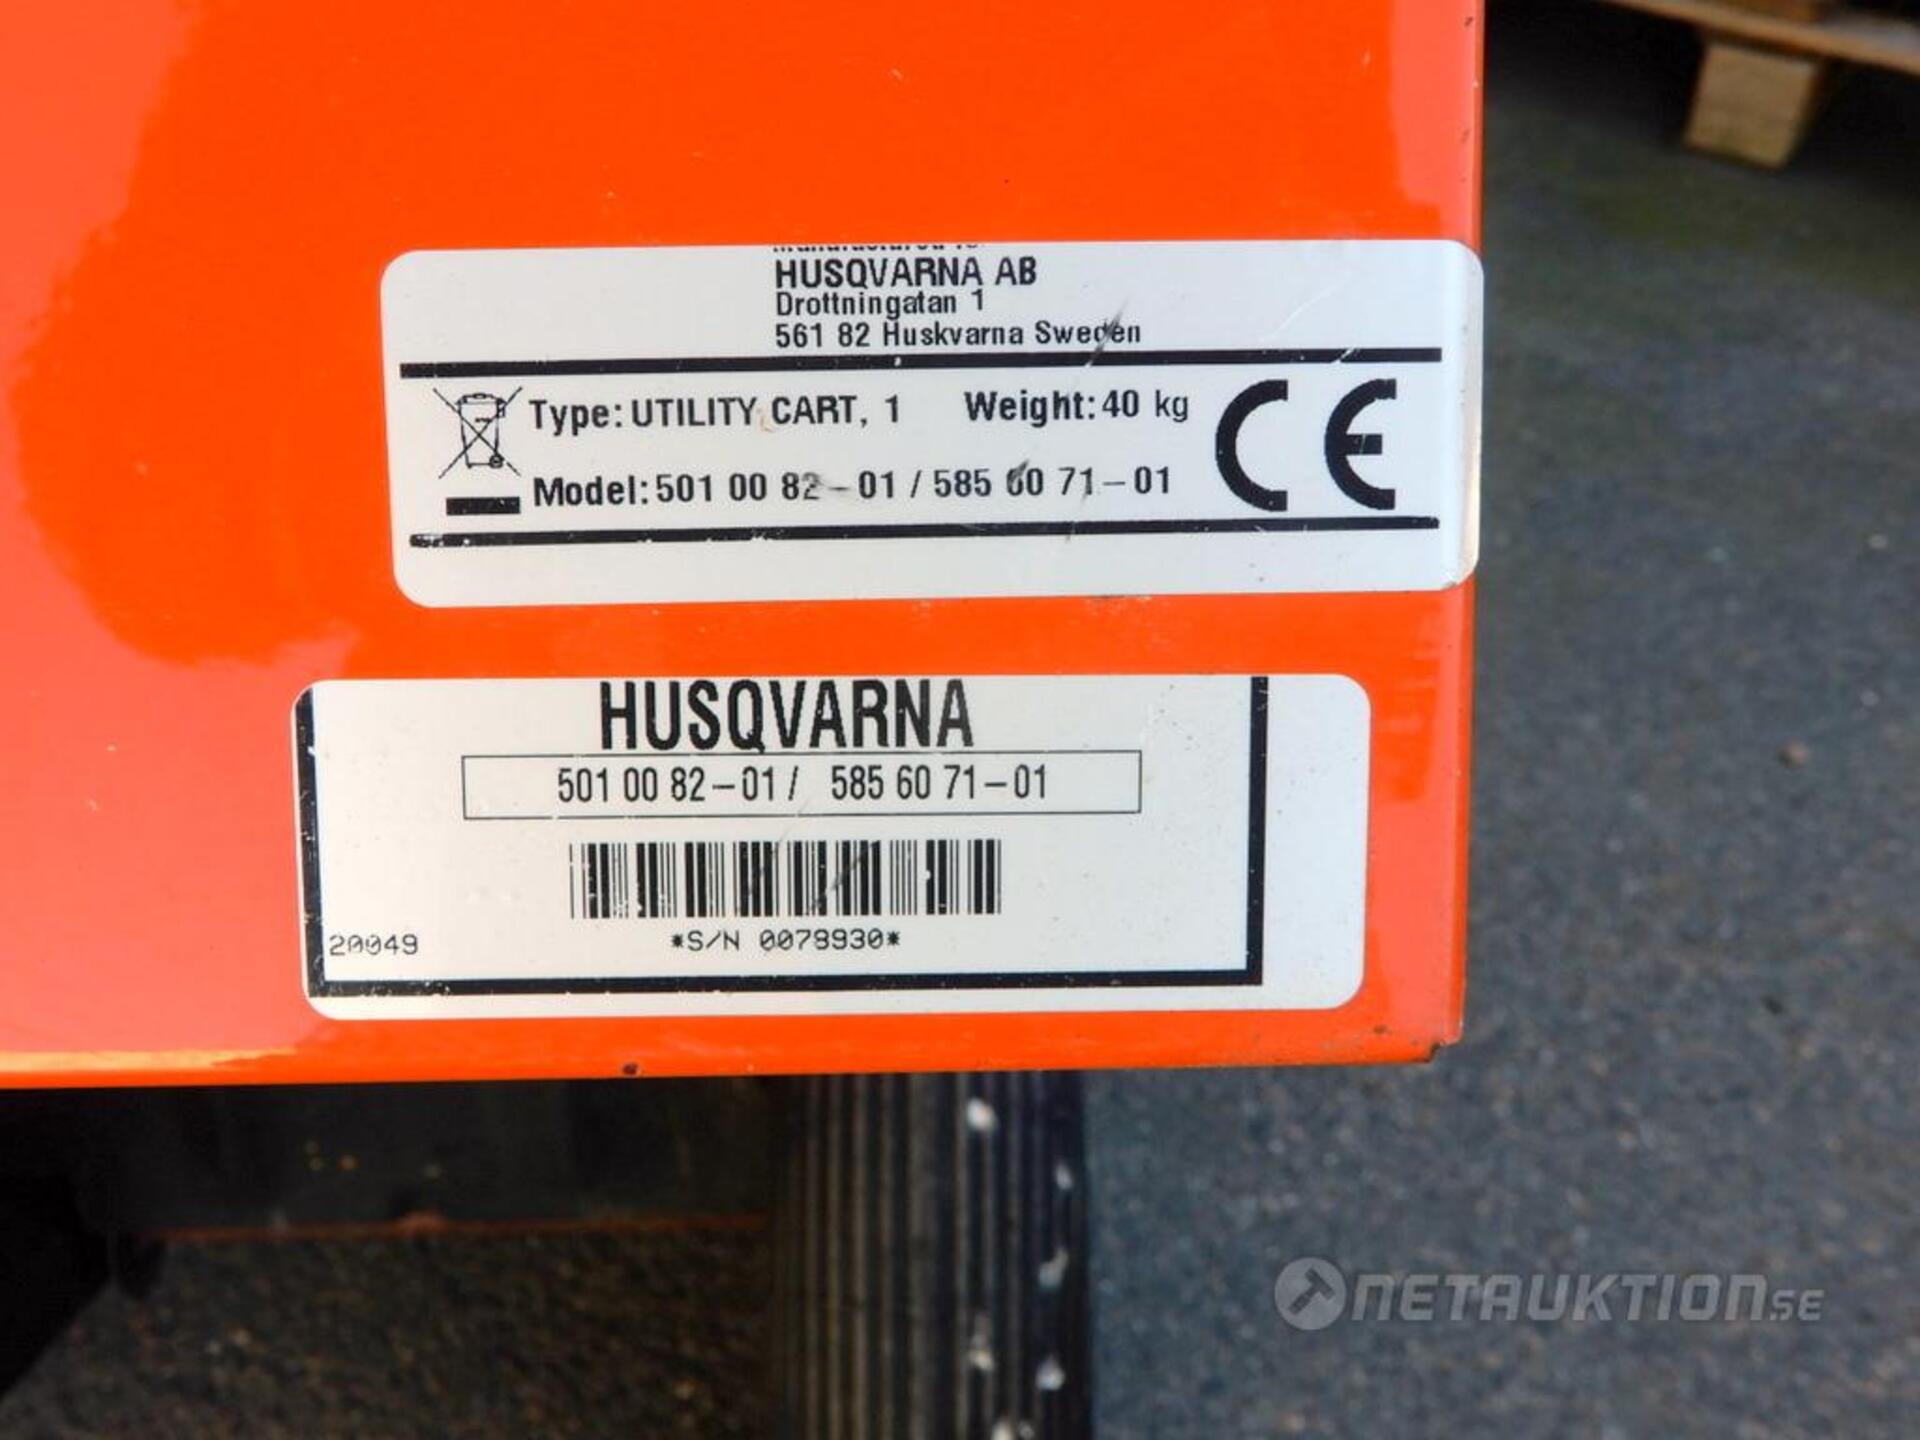 HUSQVARNA AB
Drottningatan 1
561 82 Huskvarna Sweden
Type: UTILITY CART, 1 Weight: 40 kg
Model: 501 00 82-01 / 585 60 71-01
CE
HUSQVARNA
501 00 82-01 / 585 60 71-01
20049
*S/N 0078930*
NETAUKTION.SE